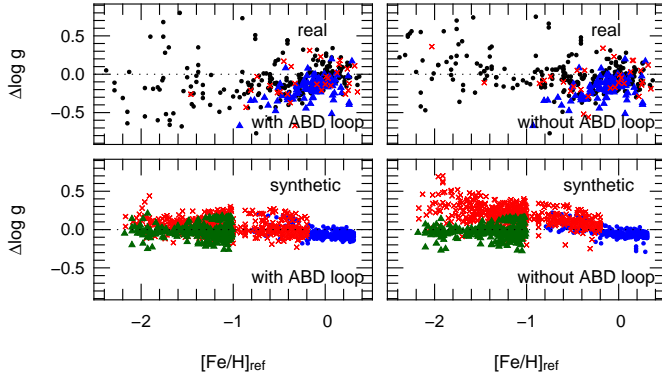 real
real
0.5
0.0
−0.5
Δlog g
with ABD loop
without ABD loop
synthetic
synthetic
0.5
0.0
−0.5
Δlog g
with ABD loop
without ABD loop
−2 −1 0
−2 −1 0
[Fe/H]ref
[Fe/H]ref